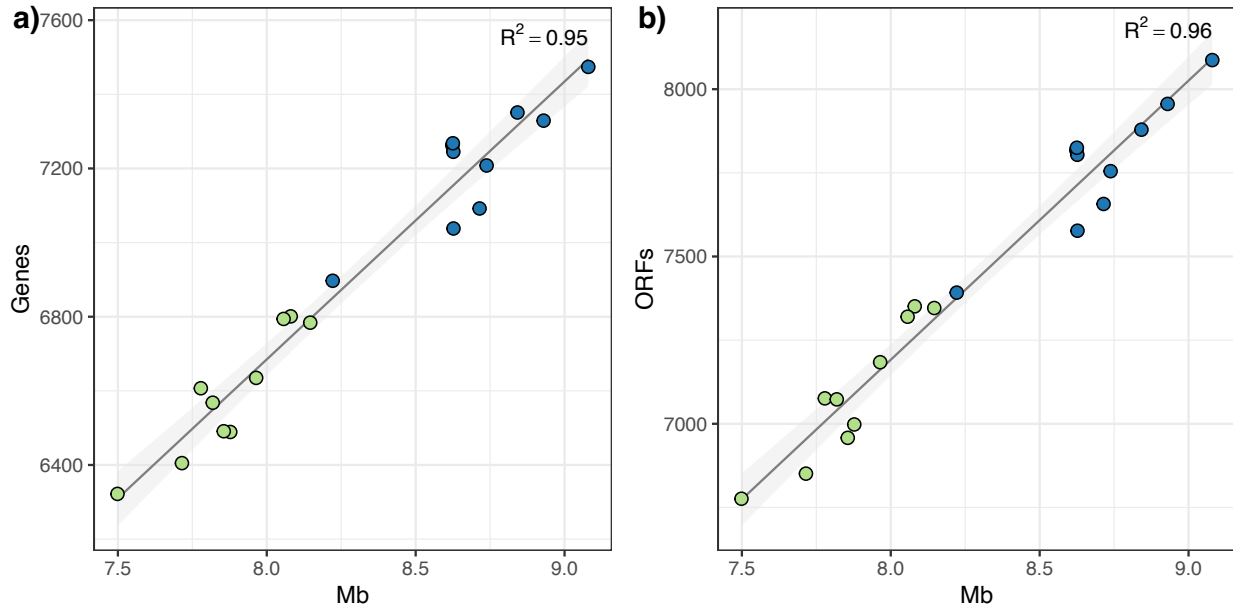 a)
R² = 0.95
7600
7200
6800
6400
Genes
7.5 8.0 8.5 9.0
Mb
b)
R² = 0.96
8000
7500
7000
ORFs
7.5 8.0 8.5 9.0
Mb